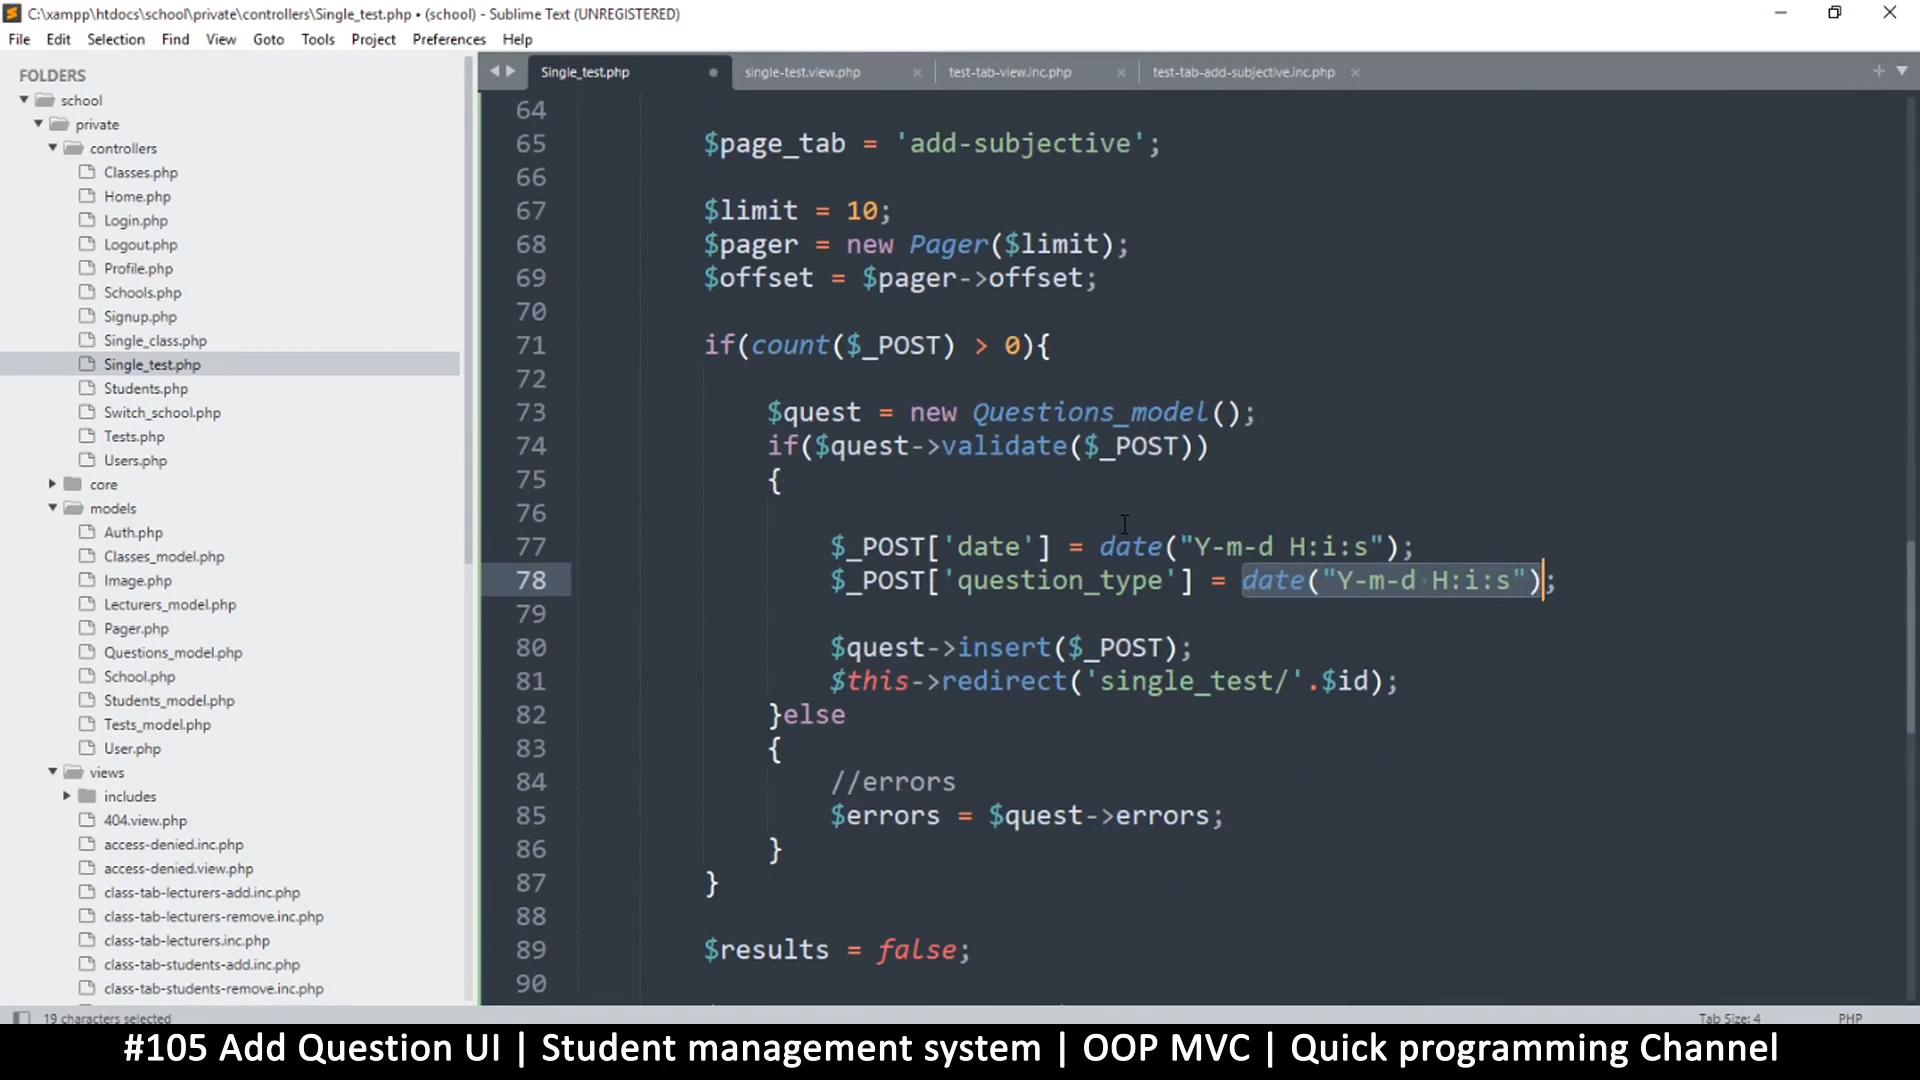 C:\xampp\htdocs\school\private\controllers\Single_test.php • (school) - Sublime Text (UNREGISTERED)
File Edit Selection Find View Goto Tools Project Preferences Help
FOLDERS
school
private
controllers
Classes.php
Home.php
Login.php
Logout.php
Profile.php
Schools.php
Signup.php
Single_class.php
Single_test.php
Students.php
Switch_school.php
Tests.php
Users.php
core
models
Auth.php
Classes_model.php
Image.php
Lecturers_model.php
Pager.php
Questions_model.php
School.php
Students_model.php
Tests_model.php
User.php
views
includes
404.view.php
access-denied.inc.php
access-denied.view.php
class-tab-lecturers-add.inc.php
class-tab-lecturers-remove.inc.php
class-tab-lecturers.inc.php
class-tab-students-add.inc.php
class-tab-students-remove.inc.php
Single_test.php single-test.view.php test-tab-view.inc.php test-tab-add-subjective.inc.php
64
65 $page_tab = 'add-subjective';
66
67 $limit = 10;
68 $pager = new Pager($limit);
69 $offset = $pager->offset;
70
71 if(count($_POST) > 0){
72
73 $quest = new Questions_model();
74 if($quest->validate($_POST))
75 {
76
77 $_POST['date'] = date("Y-m-d H:i:s");
78 $_POST['question_type'] = date("Y-m-d H:i:s");
79
80 $quest->insert($_POST);
81 $this->redirect('single_test/'.$id);
82 }else
83 {
84 //errors
85 $errors = $quest->errors;
86 }
87 }
88
89 $results = false;
90
19 characters selected Tab Size: 4 PHP
#105 Add Question UI | Student management system | OOP MVC | Quick programming Channel